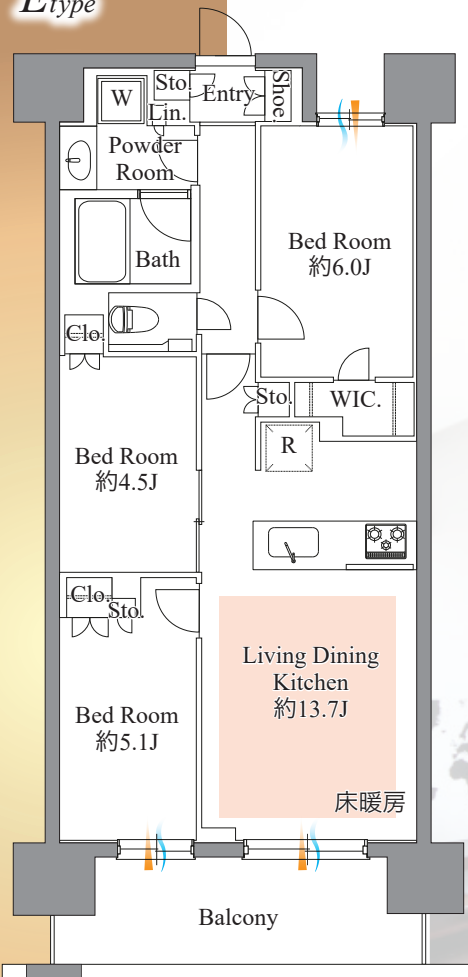 Etype
W
Sto.
Entry
Shoe.
Lin.
Powder
Room
Bath
Bed Room
約6.0J
Clo.
Sto.
WIC.
R
Bed Room
約4.5J
Clo.
Sto.
Living Dining
Kitchen
約13.7J
Bed Room
約5.1J
床暖房
Balcony